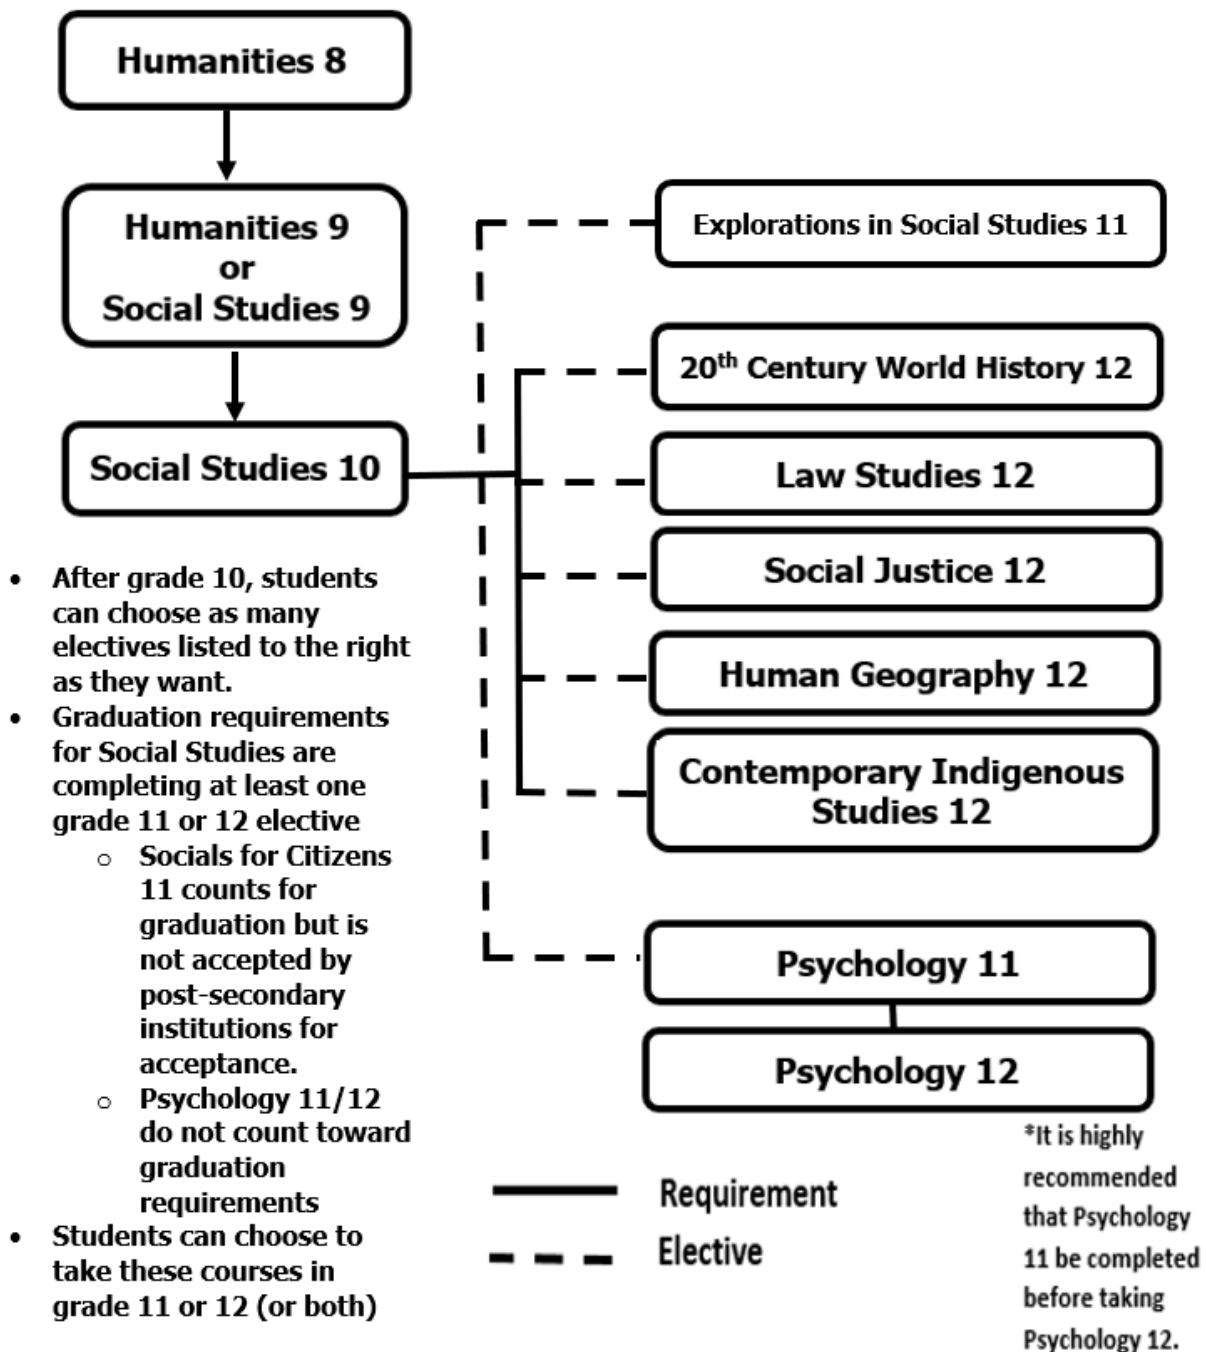 Humanities 8
Humanities 9
or
Social Studies 9
Social Studies 10
• After grade 10, students
can choose as many
electives listed to the right
as they want.
• Graduation requirements
for Social Studies are
completing at least one
grade 11 or 12 elective
o Socials for Citizens
11 counts for
graduation but is
not accepted by
post-secondary
institutions for
acceptance.
o Psychology 11/12
do not count toward
graduation
requirements
• Students can choose to
take these courses in
grade 11 or 12 (or both)
Explorations in Social Studies 11
20th Century World History 12
Law Studies 12
Social Justice 12
Human Geography 12
Contemporary Indigenous
Studies 12
Psychology 11
Psychology 12
Requirement
Elective
*It is highly
recommended
that Psychology
11 be completed
before taking
Psychology 12.